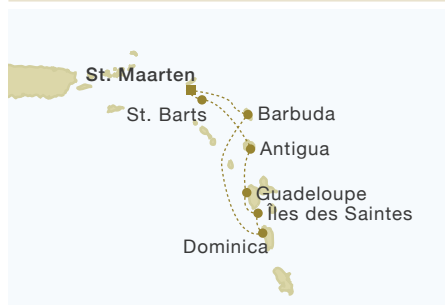 St. Maarten
St. Barts
Barbuda
Antigua
Guadeloupe
Îles des Saintes
Dominica